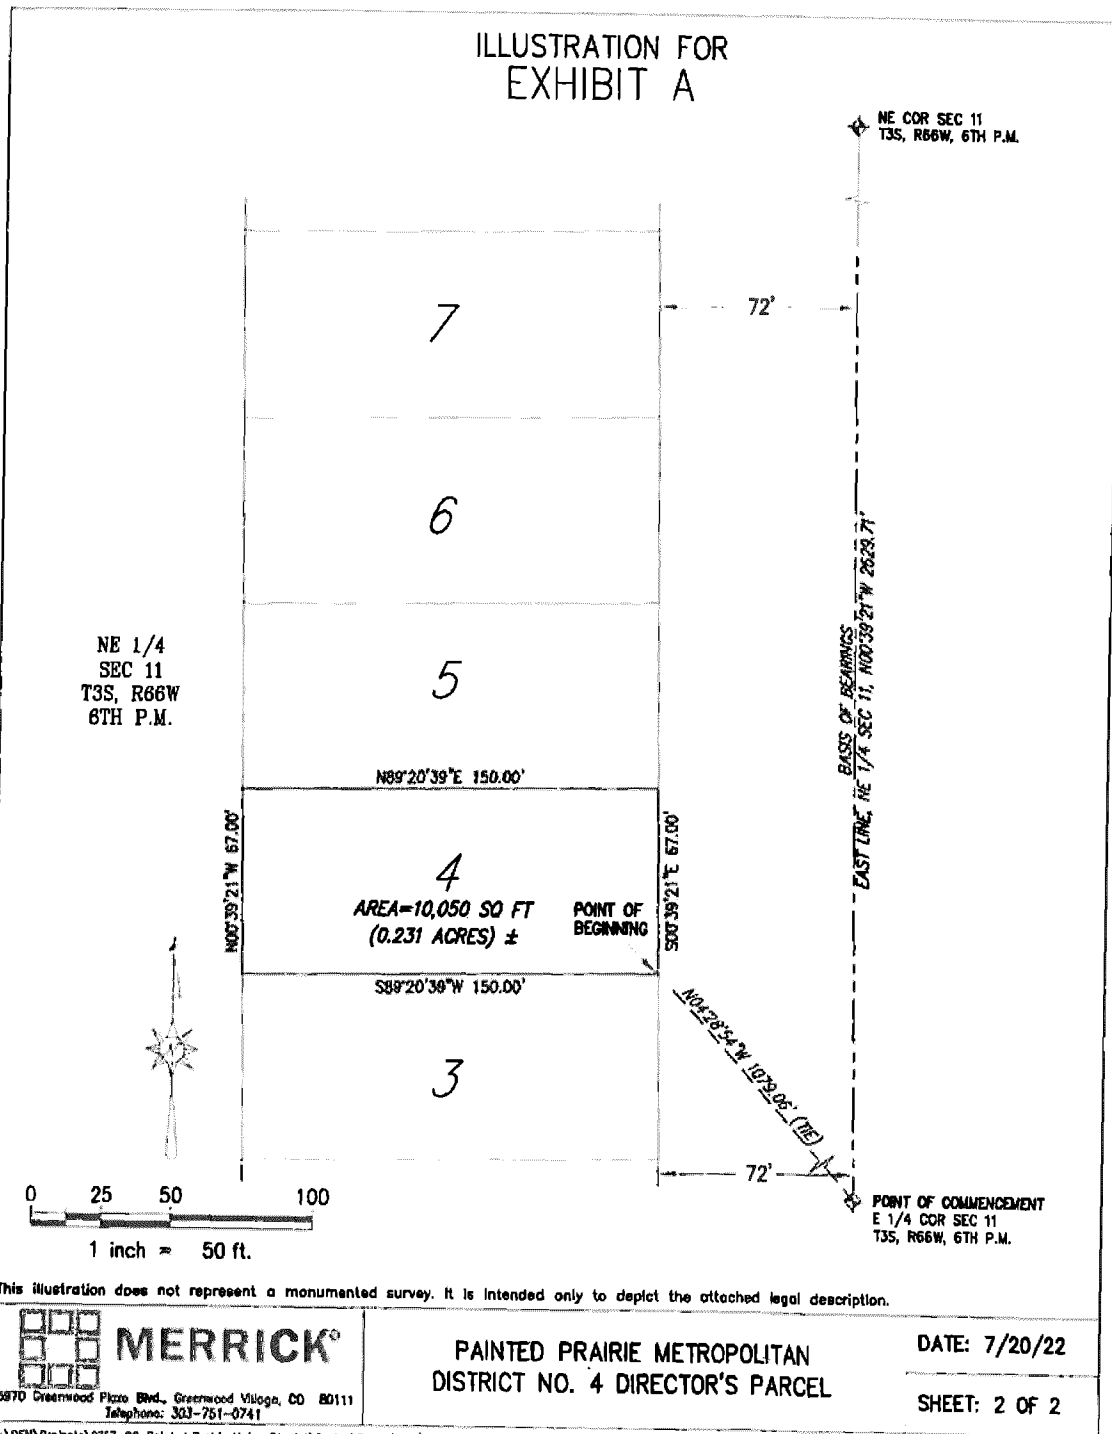 ILLUSTRATION FOR
EXHIBIT A
NE COR SEC 11
T3S, R66W, 6TH P.M.
72'
7
6
BASIS OF BEARINGS
EAST LINE, NE 1/4 SEC 11, N00°39'21"W 2629.71'
NE 1/4
SEC 11
T3S, R66W
6TH P.M.
5
N89°20'39"E 150.00'
N00°39'21"W 67.00'
4
AREA=10,050 SQ FT
(0.231 ACRES) ±
POINT OF
BEGINNING
S00°39'21"E 67.00'
S89°20'39"W 150.00'
N04°28'54"W 1079.06' (TIE)
3
72'
POINT OF COMMENCEMENT
E 1/4 COR SEC 11
T3S, R66W, 6TH P.M.
0 25 50 100
1 inch = 50 ft.
This illustration does not represent a monumented survey. It is intended only to depict the attached legal description.
MERRICK®
5970 Greenwood Plaza Blvd., Greenwood Village, CO 80111
Telephone: 303-751-0741
PAINTED PRAIRIE METROPOLITAN
DISTRICT NO. 4 DIRECTOR'S PARCEL
DATE: 7/20/22
SHEET: 2 OF 2